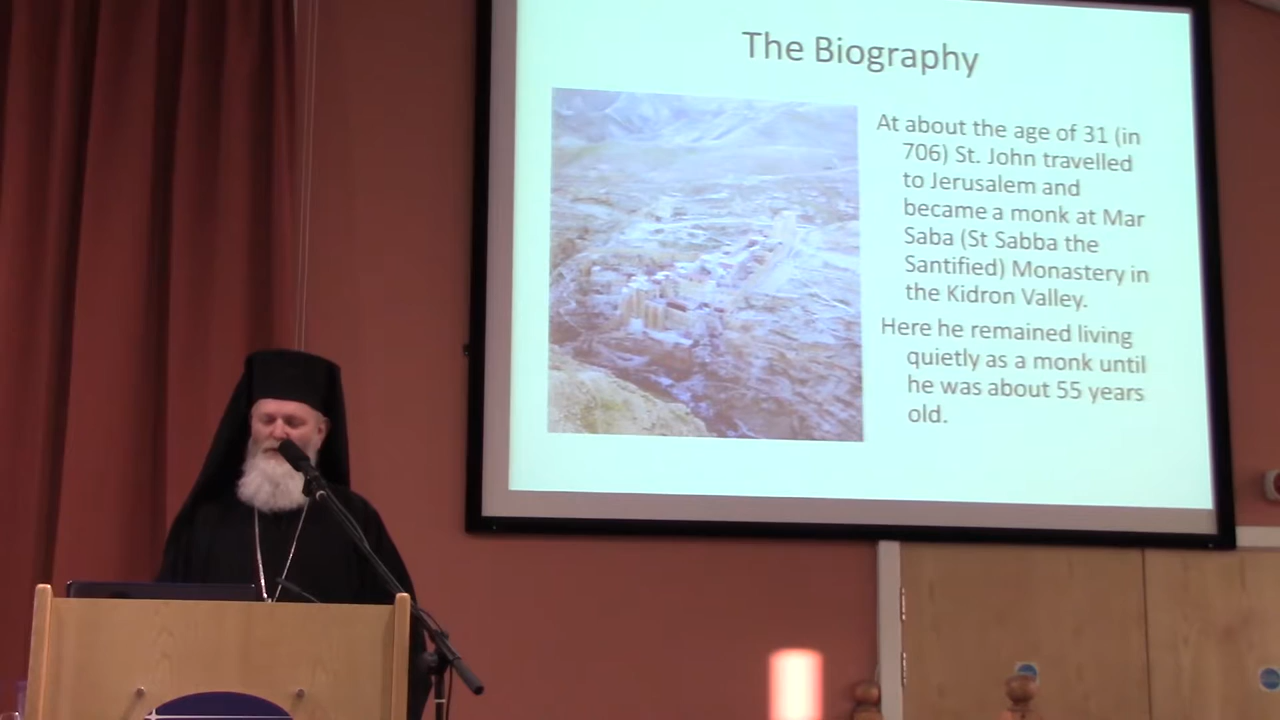 The Biography
At about the age of 31 (in
706) St. John travelled
to Jerusalem and
became a monk at Mar
Saba (St Sabba the
Santified) Monastery in
the Kidron Valley.
Here he remained living
quietly as a monk until
he was about 55 years
old.